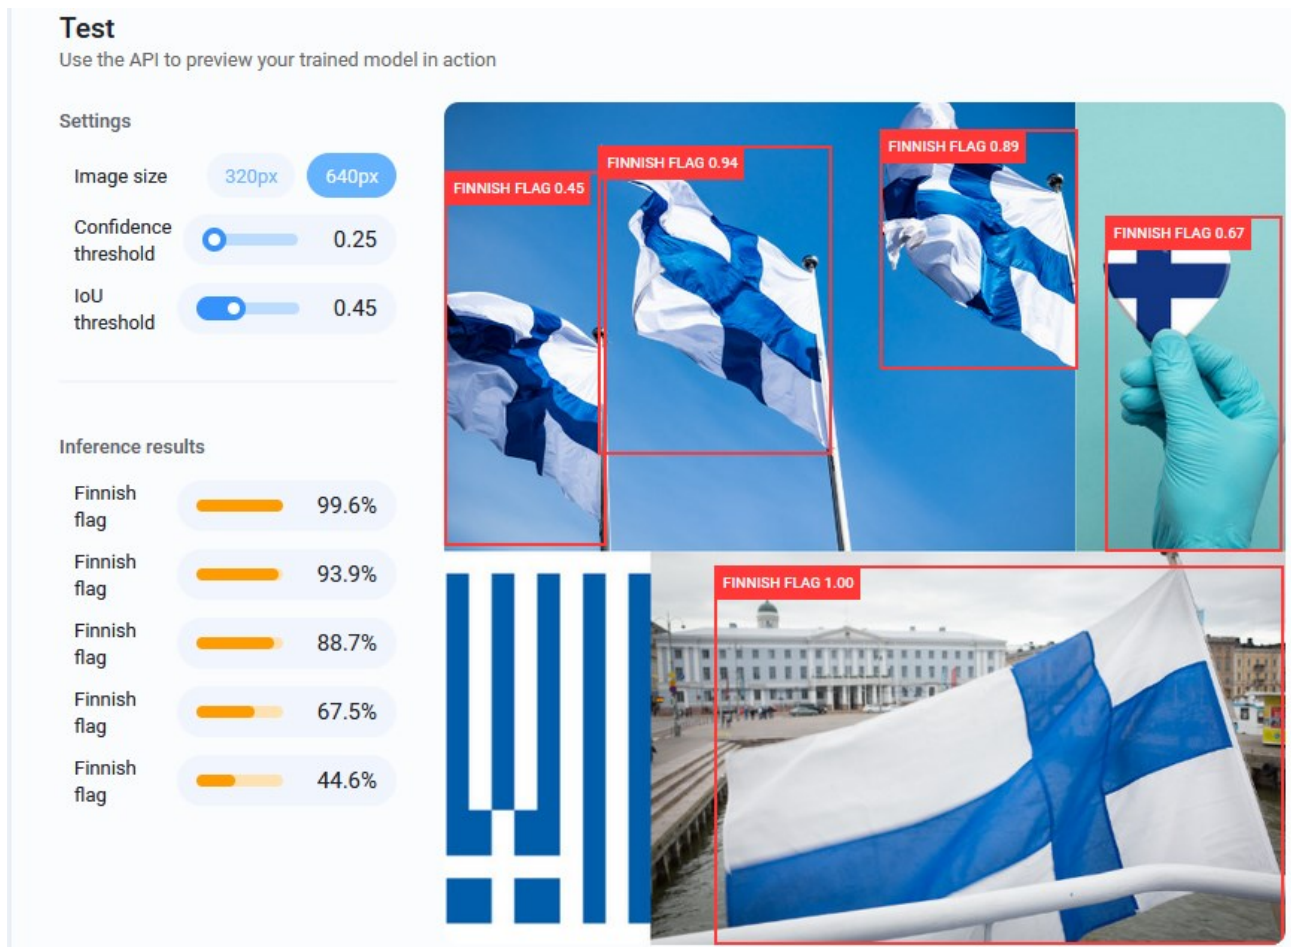 Test
Use the API to preview your trained model in action
Settings
Image size
320px
640px
Confidence
threshold
0.25
IoU
threshold
0.45
Inference results
Finnish
flag
99.6%
Finnish
flag
93.9%
Finnish
flag
88.7%
Finnish
flag
67.5%
Finnish
flag
44.6%
FINNISH FLAG 0.45
FINNISH FLAG 0.94
FINNISH FLAG 0.89
FINNISH FLAG 0.67
FINNISH FLAG 1.00